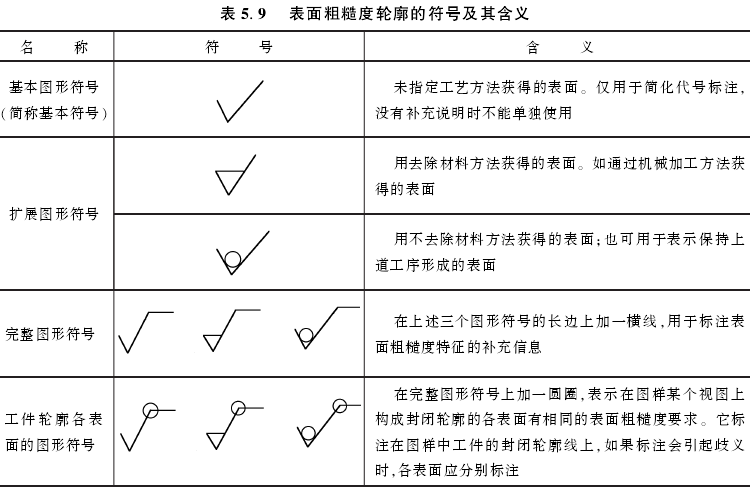 表 5.9 表面粗糙度轮廓的符号及其含义
名 称 符 号 含 义
基本图形符号
(简称基本符号)
未指定工艺方法获得的表面。仅用于简化代号标注,
没有补充说明时不能单独使用
扩展图形符号
用去除材料方法获得的表面。如通过机械加工方法获
得的表面
用不去除材料方法获得的表面;也可用于表示保持上
道工序形成的表面
完整图形符号
在上述三个图形符号的长边上加一横线,用于标注表
面粗糙度特征的补充信息
工件轮廓各表
面的图形符号
在完整图形符号上加一圆圈,表示在图样某个视图上
构成封闭轮廓的各表面有相同的表面粗糙度要求。它标
注在图样中工件的封闭轮廓线上,如果标注会引起歧义
时,各表面应分别标注